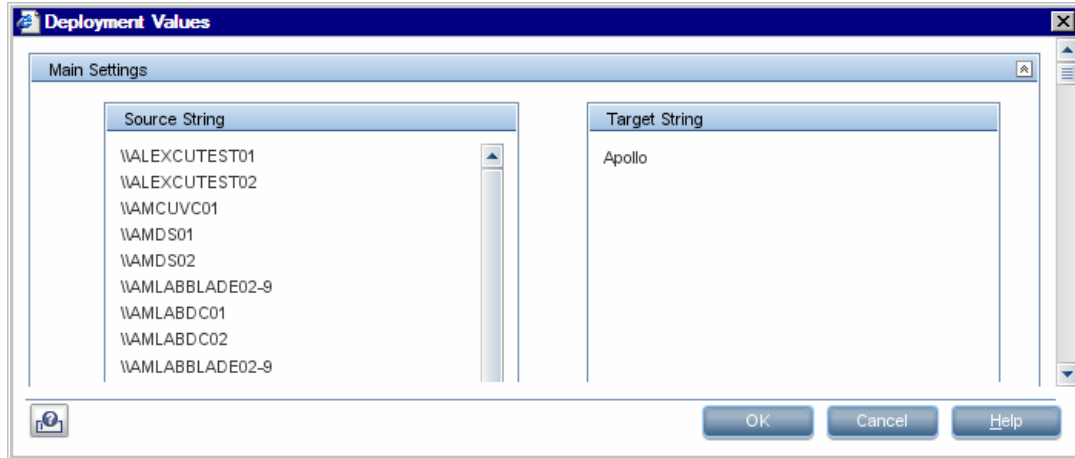 Deployment Values
Main Settings
Source String
\\ALEXCUTEST01
\\ALEXCUTEST02
\\AMCUVC01
\\AMDS01
\\AMDS02
\\AMLABBLADE02-9
\\AMLABDC01
\\AMLABDC02
\\AMLABBLADE02-9
Target String
Apollo
OK Cancel Help